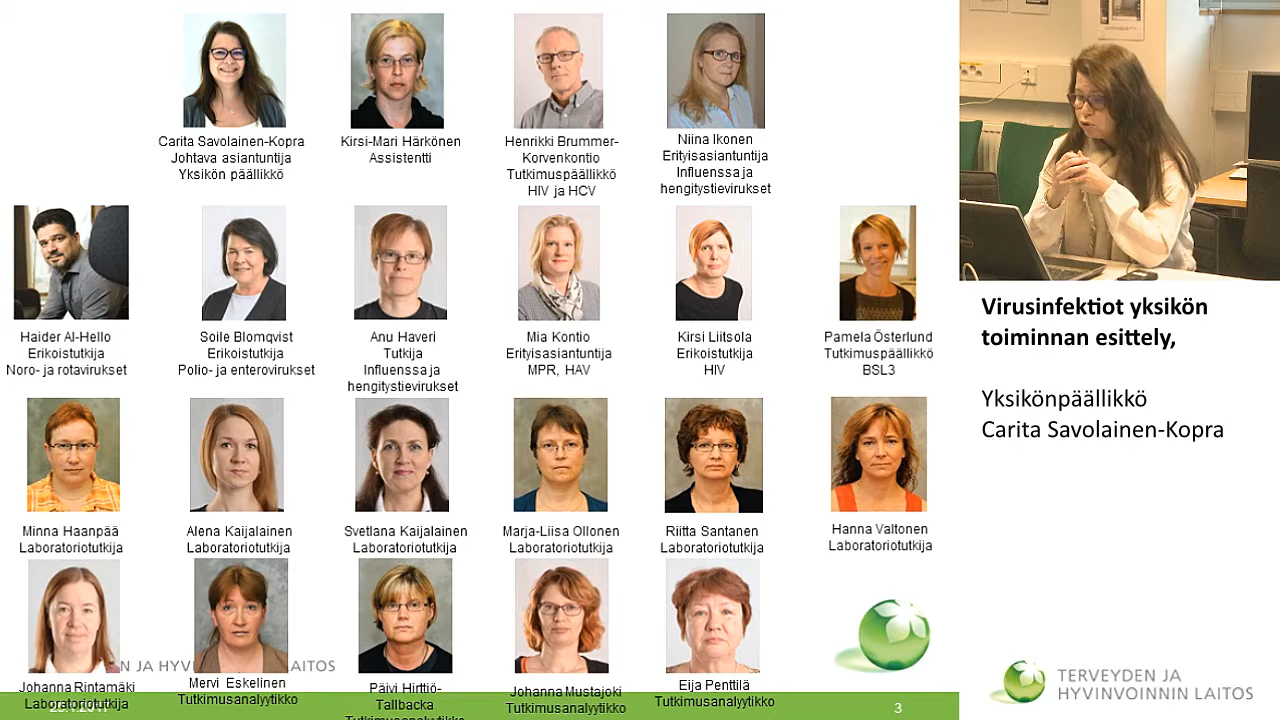 Carita Savolainen-Kopra
Johtava asiantuntija
Yksikön päällikkö
Kirsi-Mari Härkönen
Assistentti
Henrikki Brummer-
Korvenkontio
Tutkimuspäällikkö
HIV ja HCV
Niina Ikonen
Erityisasiantuntija
Influenssa ja
hengitystievirukset
Haider Al-Hello
Erikoistutkija
Noro- ja rotavirukset
Soile Blomqvist
Erikoistutkija
Polio- ja enterovirukset
Anu Haveri
Tutkija
Influenssa ja
hengitystievirukset
Mia Kontio
Erityisasiantuntija
MPR, HAV
Kirsi Liitsola
Erikoistutkija
HIV
Pamela Österlund
Tutkimuspäällikkö
BSL3
Minna Haanpää
Laboratoriotutkija
Alena Kaijalainen
Laboratoriotutkija
Svetlana Kaijalainen
Laboratoriotutkija
Marja-Liisa Ollonen
Laboratoriotutkija
Riitta Santanen
Laboratoriotutkija
Hanna Valtonen
Laboratoriotutkija
Johanna Rintamäki
Laboratoriotutkija
Mervi Eskelinen
Tutkimusanalyytikko
Päivi Hirttiö-
Tallbacka
Tutkimusanalyytikko
Johanna Mustajoki
Tutkimusanalyytikko
Eija Penttilä
Tutkimusanalyytikko
N JA HYV
LAITOS
3
Virusinfektiot yksikön
toiminnan esittely,
Yksikönpäällikkö
Carita Savolainen-Kopra
TERVEYDEN JA
HYVINVOINNIN LAITOS